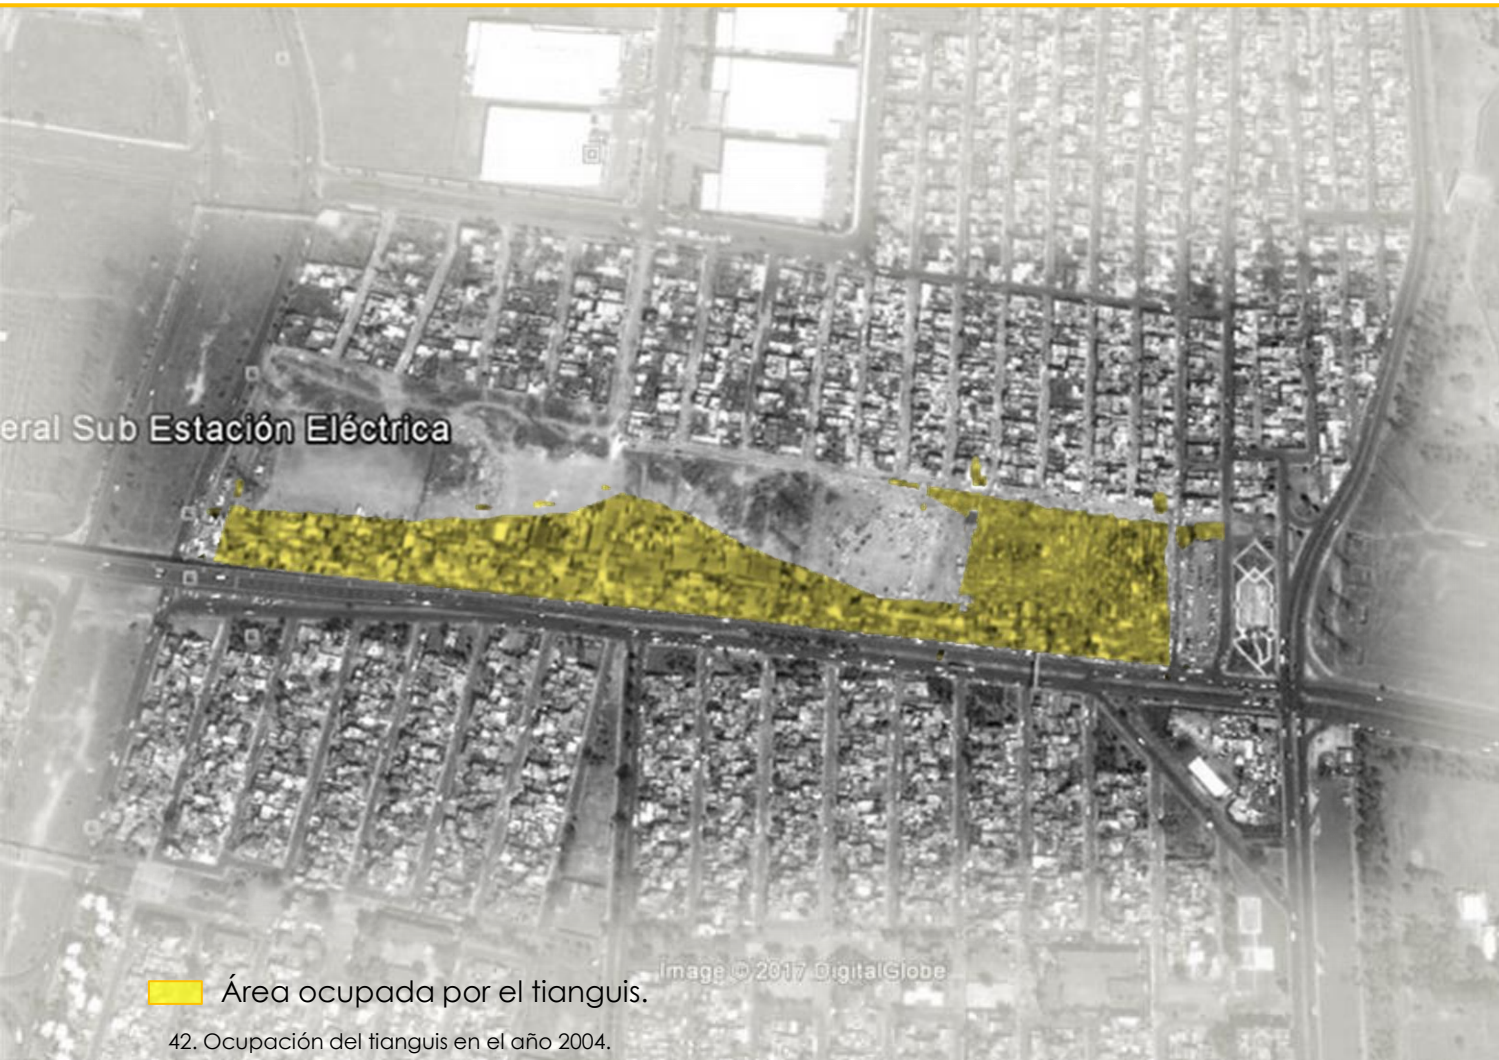 eral Sub Estación Eléctrica
Image © 2017 DigitalGlobe
Área ocupada por el tianguis.
42. Ocupación del tianguis en el año 2004.